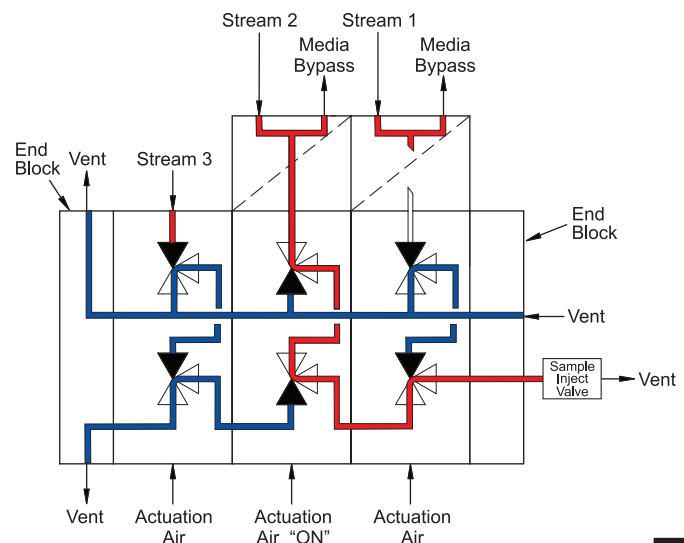 Stream 2
Stream 1
Media
Bypass
Media
Bypass
End
Block
Vent
Stream 3
End
Block
Vent
Sample
Inject
Valve
Vent
Vent
Actuation
Air
Actuation
Air "ON"
Actuation
Air